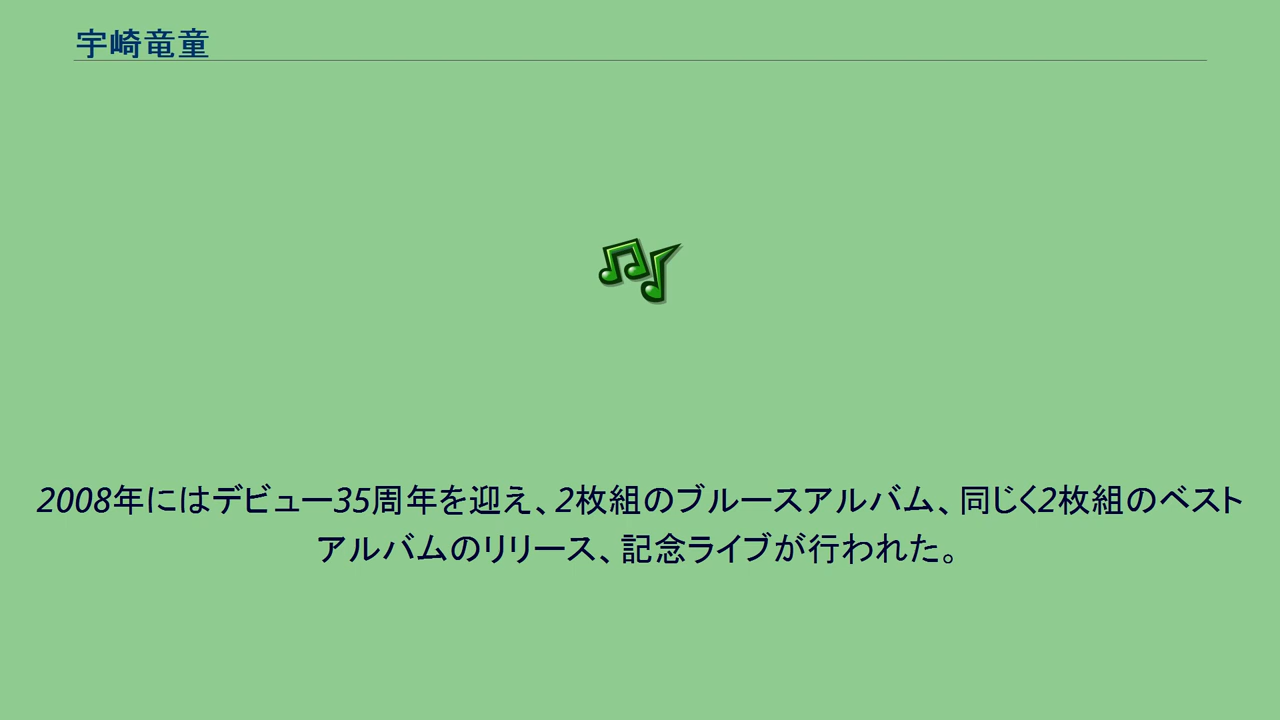 宇崎竜童
2008年にはデビュー35周年を迎え、2枚組のブルースアルバム、同じく2枚組のベスト
アルバムのリリース、記念ライブが行われた。